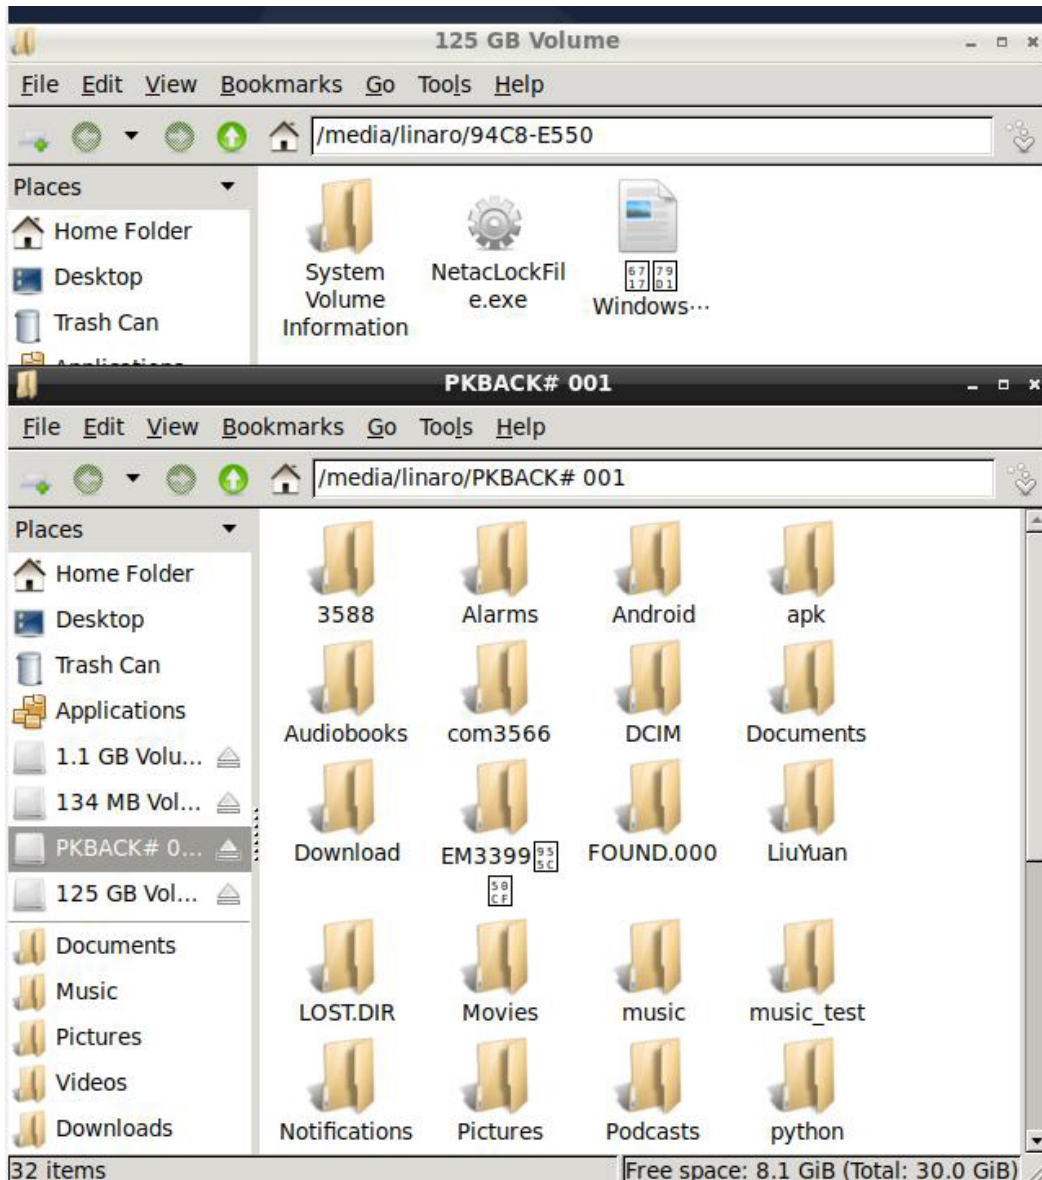 125 GB Volume
File Edit View Bookmarks Go Tools Help
/media/linaro/94C8-E550
Places
Home Folder
Desktop
Trash Can
Applications
System Volume Information
NetacLockFile.exe
Windows…
PKBACK# 001
File Edit View Bookmarks Go Tools Help
/media/linaro/PKBACK# 001
Places
Home Folder
Desktop
Trash Can
Applications
1.1 GB Volu...
134 MB Vol...
PKBACK# 0...
125 GB Vol...
Documents
Music
Pictures
Videos
Downloads
3588 Alarms Android apk
Audiobooks com3566 DCIM Documents
Download EM3399 FOUND.000 LiuYuan
LOST.DIR Movies music music_test
Notifications Pictures Podcasts python
32 items
Free space: 8.1 GiB (Total: 30.0 GiB)